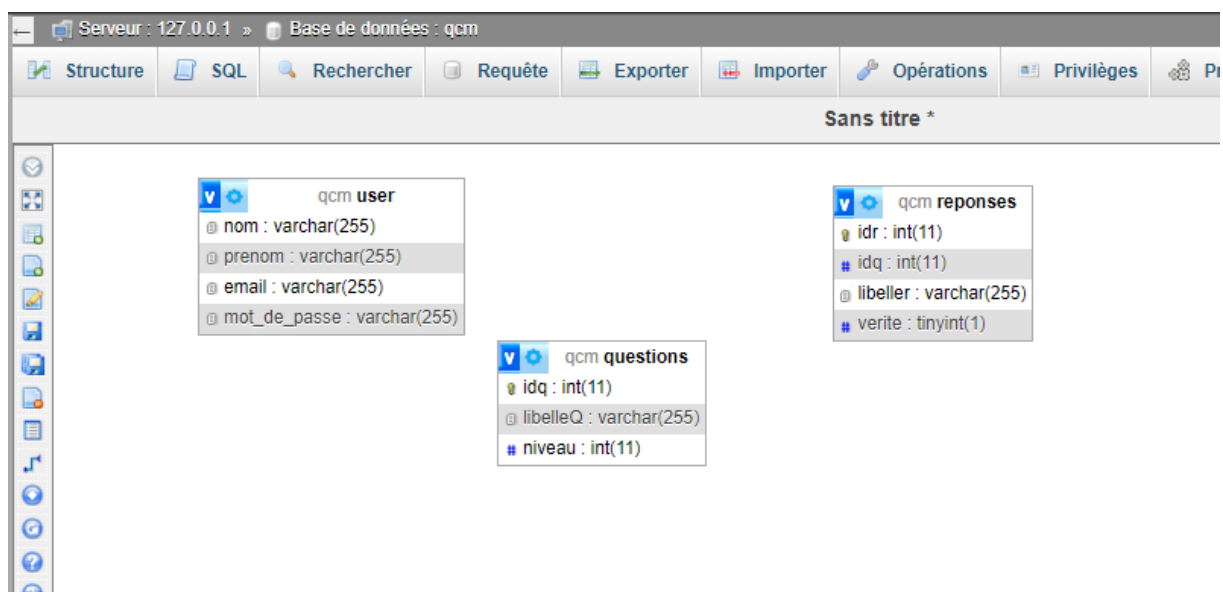 ← Serveur : 127.0.0.1 » Base de données : qcm
Structure SQL Rechercher Requête Exporter Importer Opérations Privilèges
Sans titre *
v qcm user
nom : varchar(255)
prenom : varchar(255)
email : varchar(255)
mot_de_passe : varchar(255)
v qcm reponses
idr : int(11)
# idq : int(11)
libeller : varchar(255)
# verite : tinyint(1)
v qcm questions
idq : int(11)
libelleQ : varchar(255)
# niveau : int(11)